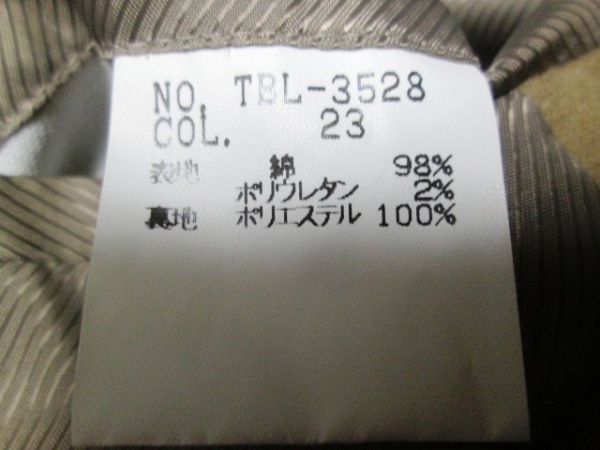 NO. TBL-3528
COL. 23
表地 綿 98%
ポリウレタン 2%
裏地 ポリエステル 100%